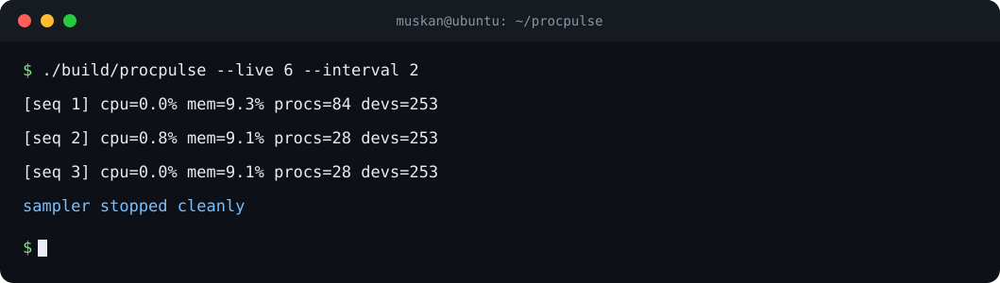 muskan@ubuntu: ~/procpulse
$ ./build/procpulse --live 6 --interval 2
[seq 1] cpu=0.0% mem=9.3% procs=84 devs=253
[seq 2] cpu=0.8% mem=9.1% procs=28 devs=253
[seq 3] cpu=0.0% mem=9.1% procs=28 devs=253
sampler stopped cleanly
$